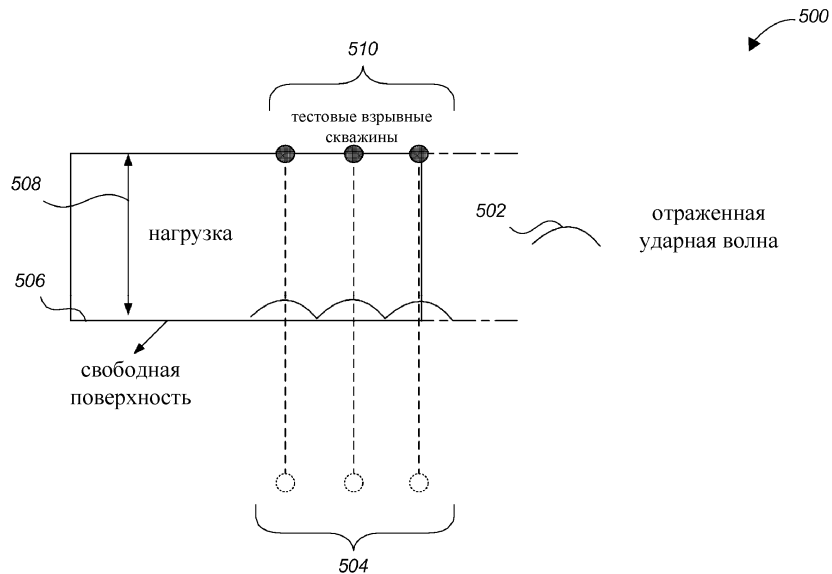 500
510
тестовые взрывные
скважины
508
нагрузка
502
отраженная
ударная волна
506
свободная
поверхность
504